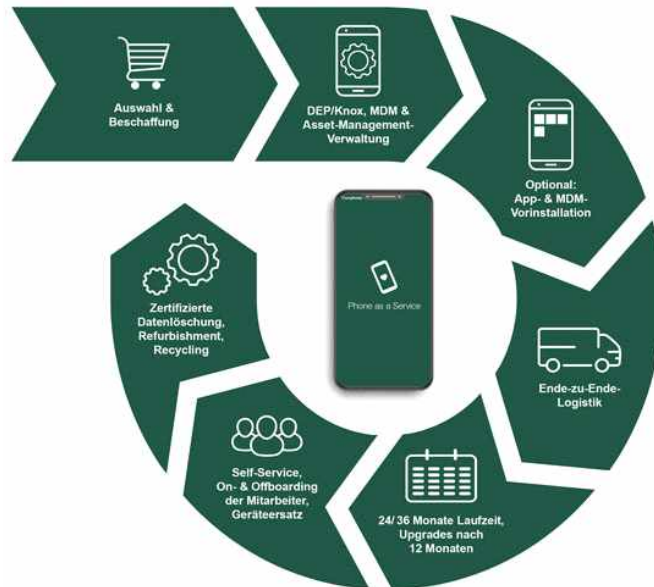 Auswahl &
Beschaffung
DEP/Knox, MDM &
Asset-Management-
Verwaltung
Optional:
App- & MDM-
Vorinstallation
Ende-zu-Ende-
Logistik
24/ 36 Monate Laufzeit,
Upgrades nach
12 Monaten
Self-Service,
On- & Offboarding
der Mitarbeiter,
Geräteersatz
Zertifizierte
Datenlöschung,
Refurbishment,
Recycling
Phone as a Service